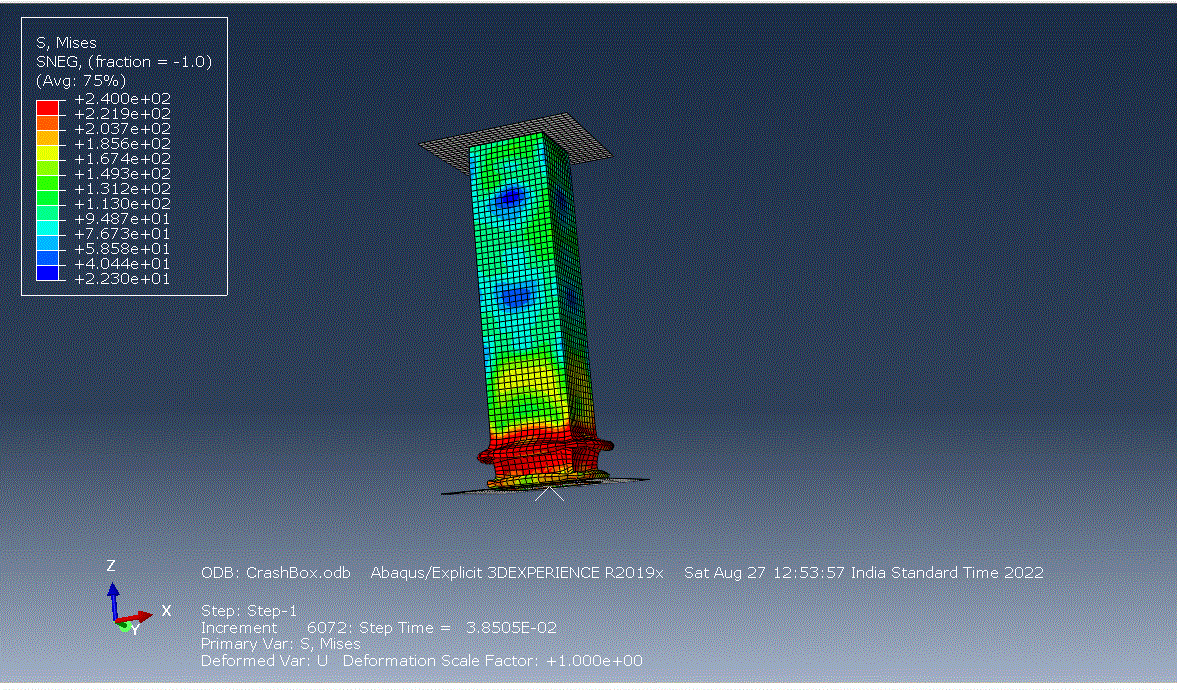 S, Mises
SNEG, (fraction = -1.0)
(Avg: 75%)
+2.400e+02
+2.219e+02
+2.037e+02
+1.856e+02
+1.674e+02
+1.493e+02
+1.312e+02
+1.130e+02
+9.487e+01
+7.673e+01
+5.858e+01
+4.044e+01
+2.230e+01
Z
X
Y
ODB: CrashBox.odb    Abaqus/Explicit 3DEXPERIENCE R2019x    Sat Aug 27 12:53:57 India Standard Time 2022
Step: Step-1
Increment    6072: Step Time =   3.8505E-02
Primary Var: S, Mises
Deformed Var: U   Deformation Scale Factor: +1.000e+00